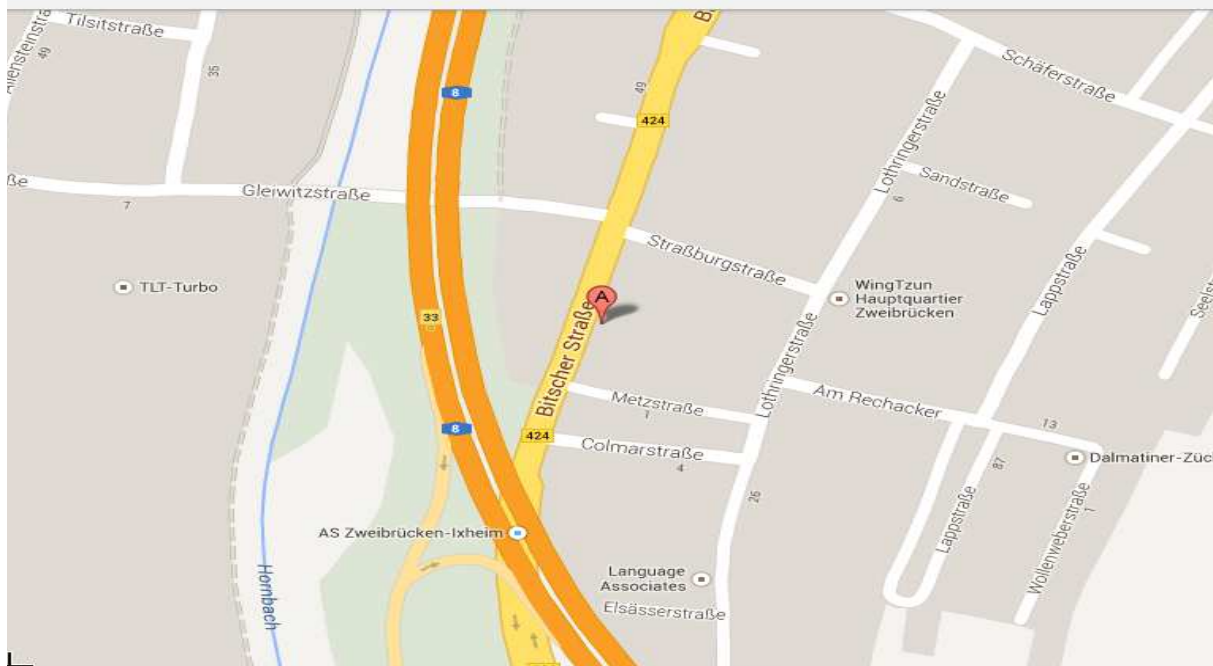 Tilsitstraße
49
35
8
49
424
Schäferstraße
Lothringerstraße
Sandstraße
6
ße
Gleiwitzstraße
7
Straßburgstraße
Lappstraße
TLT-Turbo
WingTzun
Hauptquartier
Zweibrücken
A
33
Bitscher Straße
Lothringerstraße
Metzstraße
1
Am Rechacker
13
8
424
Colmarstraße
4
87
26
Lappstraße
Wollenweberstraße
1
AS Zweibrücken-Ixheim
Hornbach
Language
Associates
Elsässerstraße